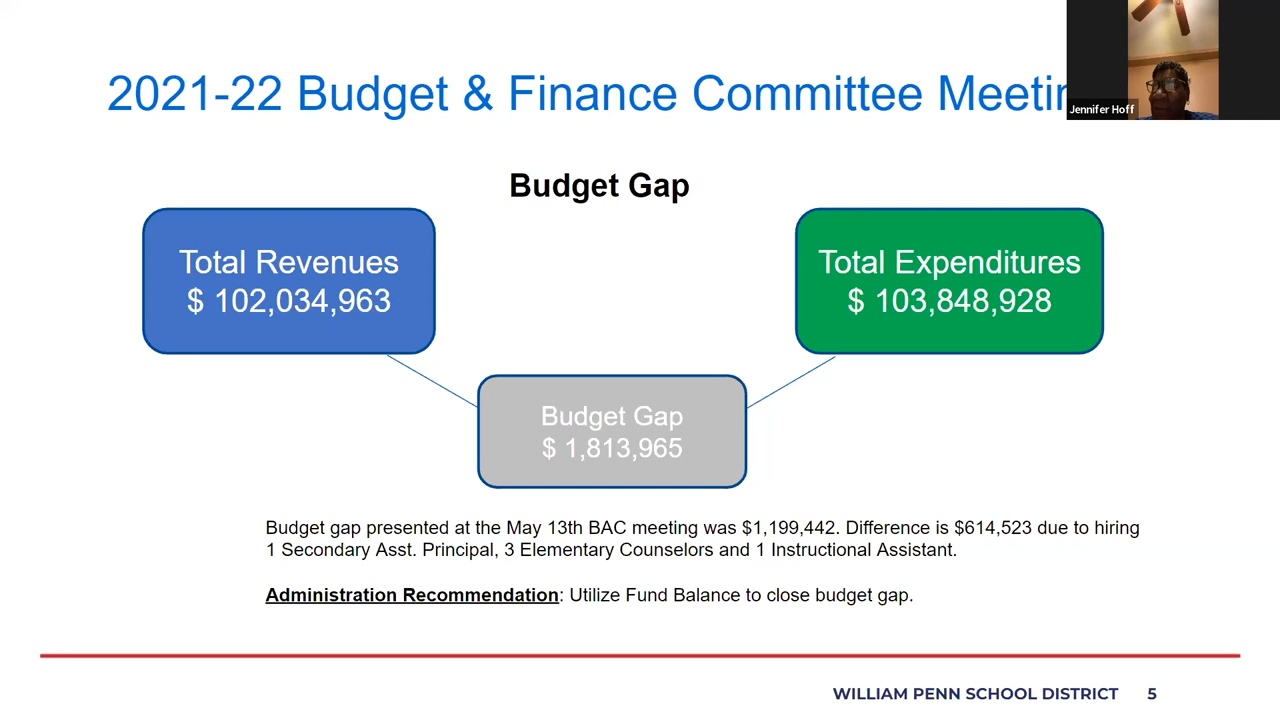 2021-22 Budget & Finance Committee Meetin
Jennifer Hoff
Budget Gap
Total Revenues
$ 102,034,963
Total Expenditures
$ 103,848,928
Budget Gap
$ 1,813,965
Budget gap presented at the May 13th BAC meeting was $1,199,442. Difference is $614,523 due to hiring
1 Secondary Asst. Principal, 3 Elementary Counselors and 1 Instructional Assistant.
Administration Recommendation: Utilize Fund Balance to close budget gap.
WILLIAM PENN SCHOOL DISTRICT 5